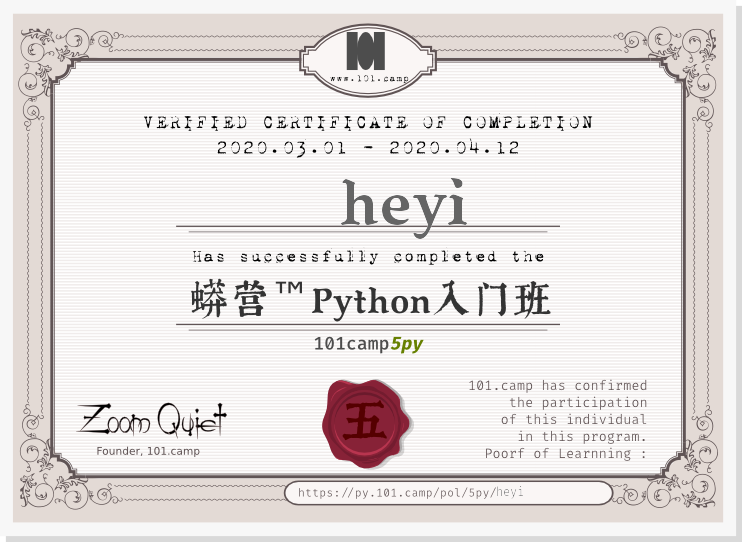 101
www.101.camp
VERIFIED CERTIFICATE OF COMPLETION
2020.03.01 - 2020.04.12
heyi
Has successfully completed the
蟒营™Python入门班
101camp5py
Zoom Quiet
Founder, 101.camp
五
101.camp has confirmed
the participation
of this individual
in this program.
Poorf of Learnning :
https://py.101.camp/pol/5py/heyi